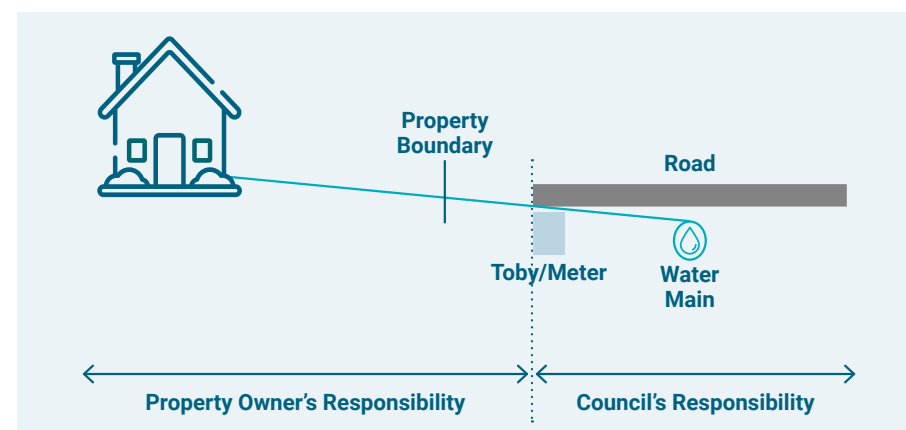 Property
Boundary
Road
Toby/Meter
Water
Main
Property Owner’s Responsibility
Council’s Responsibility